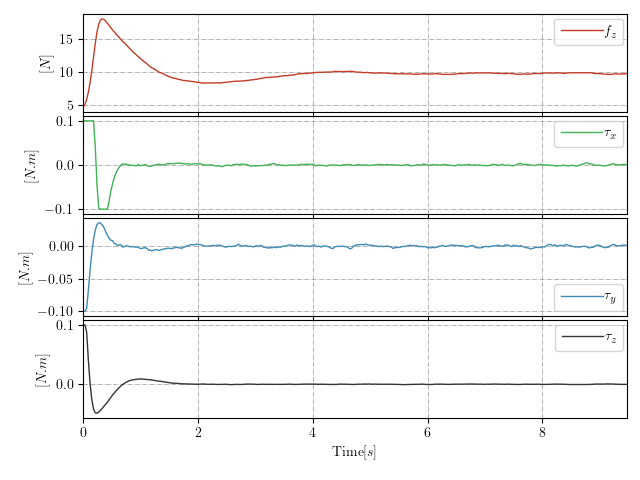 15
10
5
[N]
f_z
0.1
0.0
−0.1
[N.m]
τ_x
0.00
−0.05
−0.10
[N.m]
τ_y
0.1
0.0
[N.m]
τ_z
0 2 4 6 8
Time[s]